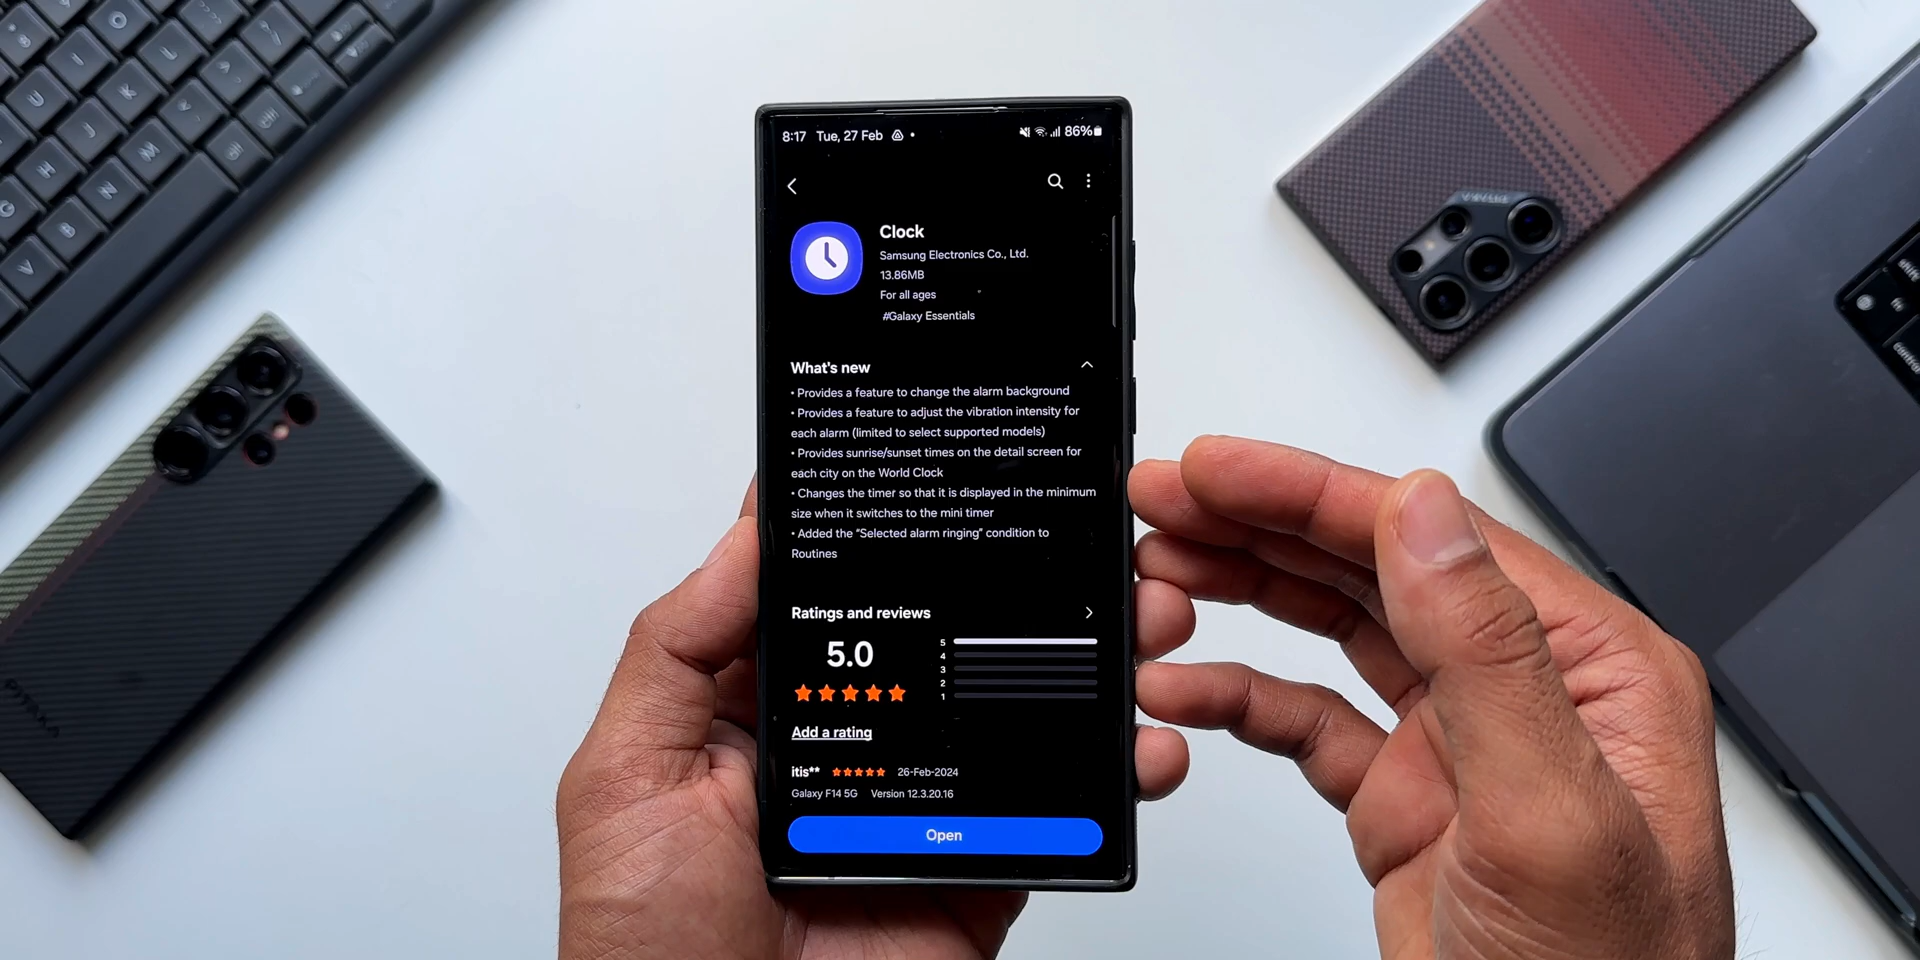 8:17 Tue, 27 Feb
86%
Clock
Samsung Electronics Co., Ltd.
13.86MB
For all ages
#Galaxy Essentials
What's new
• Provides a feature to change the alarm background
• Provides a feature to adjust the vibration intensity for
each alarm (limited to select supported models)
• Provides sunrise/sunset times on the detail screen for
each city on the World Clock
• Changes the timer so that it is displayed in the minimum
size when it switches to the mini timer
• Added the "Selected alarm ringing" condition to
Routines
Ratings and reviews
5.0
5
4
3
2
1
Add a rating
itis** 26-Feb-2024
Galaxy F14 5G Version 12.3.20.16
Open
PITAKA
shift
fn
control
O
I
L
U
K
J
M
H
N
B
G
V